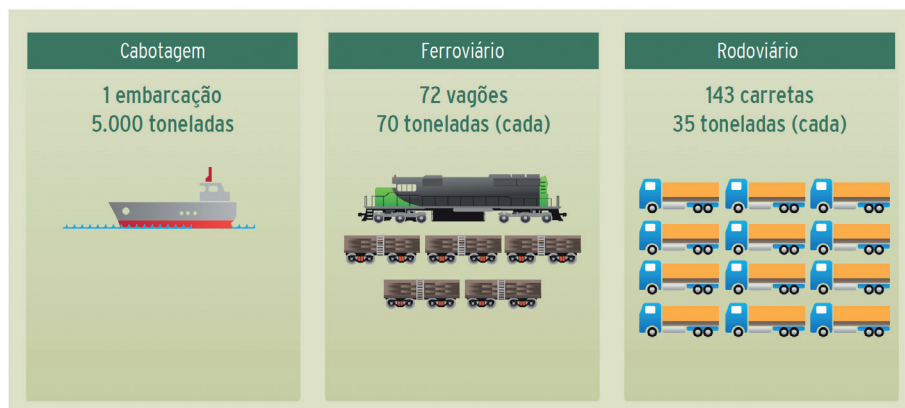 Cabotagem
1 embarcação
5.000 toneladas
Ferroviário
72 vagões
70 toneladas (cada)
Rodoviário
143 carretas
35 toneladas (cada)